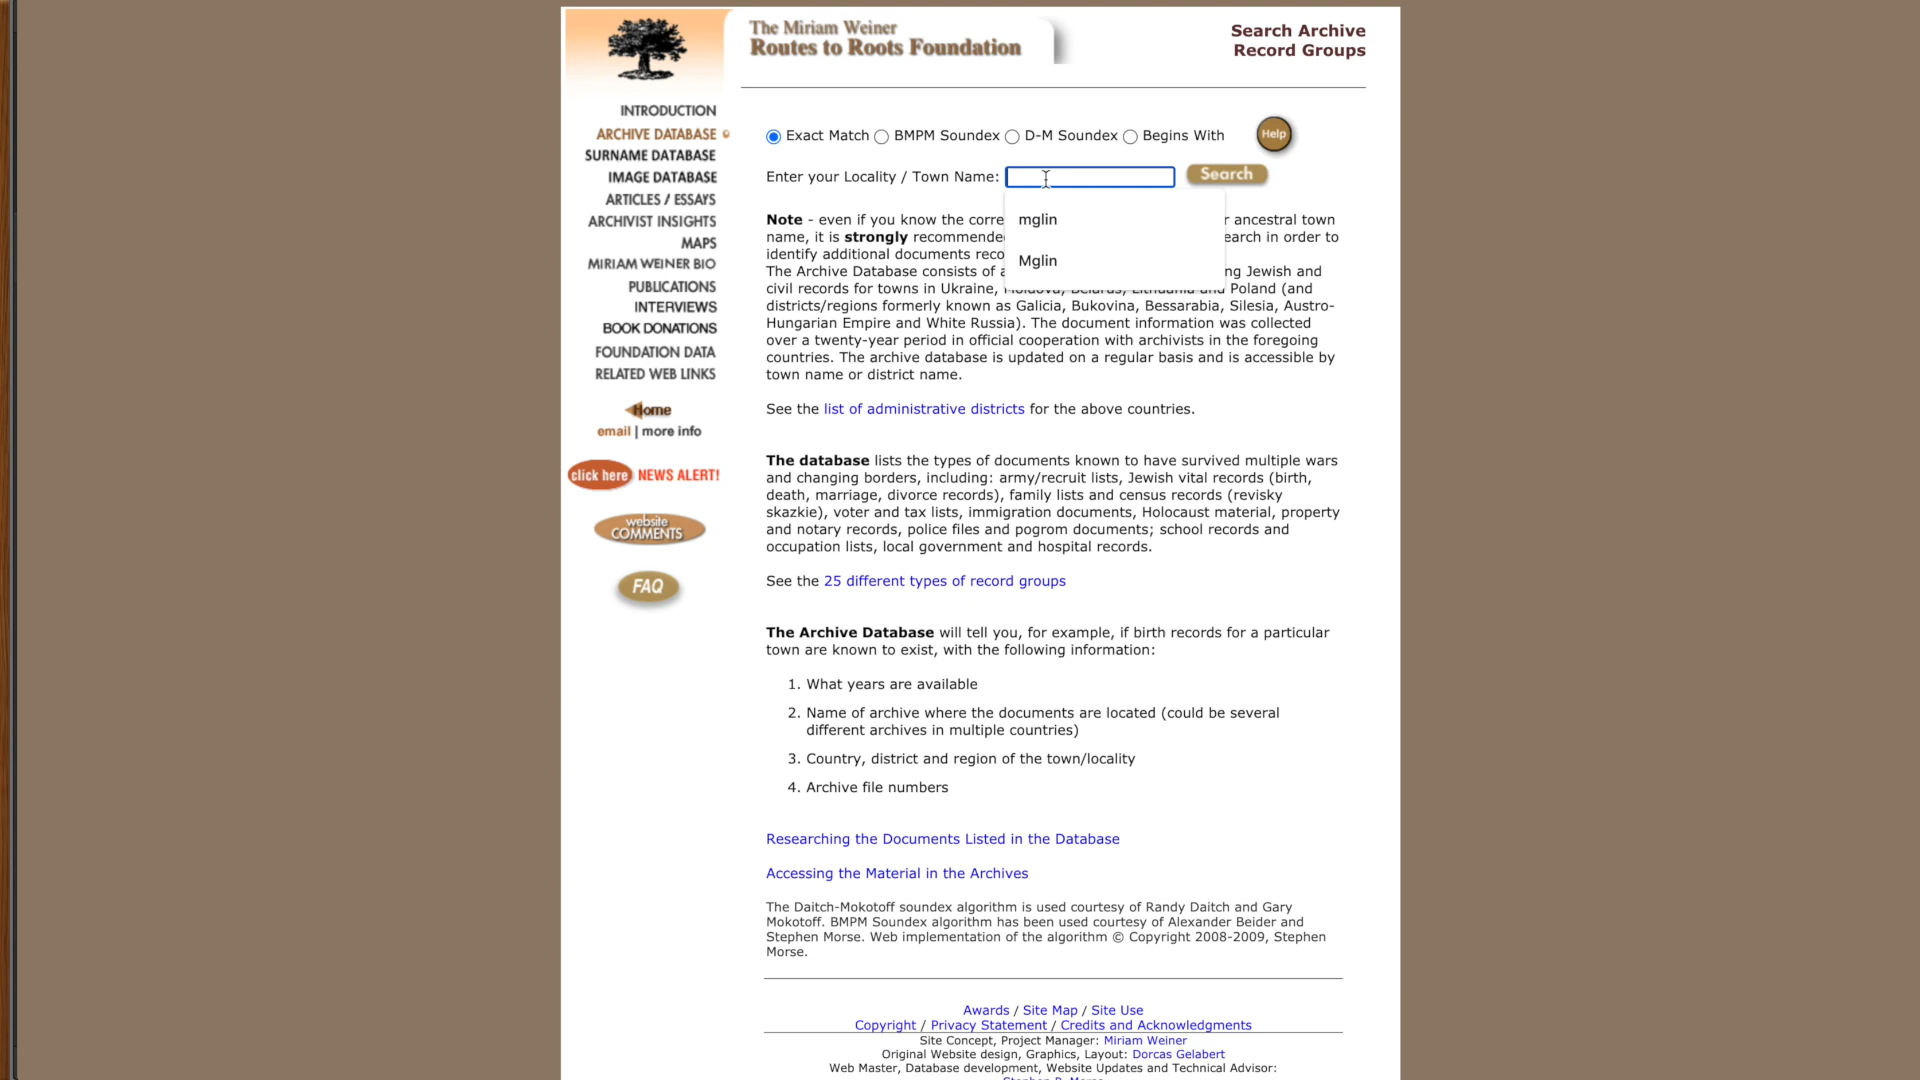 The Miriam Weiner
Routes to Roots Foundation
Search Archive
Record Groups
INTRODUCTION
ARCHIVE DATABASE
SURNAME DATABASE
IMAGE DATABASE
ARTICLES / ESSAYS
ARCHIVIST INSIGHTS
MAPS
MIRIAM WEINER BIO
PUBLICATIONS
INTERVIEWS
BOOK DONATIONS
FOUNDATION DATA
RELATED WEB LINKS
Home
email | more info
click here NEWS ALERT!
website
COMMENTS
FAQ
Exact Match BMPM Soundex D-M Soundex Begins With Help
Enter your Locality / Town Name: Search
mglin
Mglin
Note - even if you know the corre ancestral town
name, it is strongly recommende earch in order to
identify additional documents reco
The Archive Database consists of ng Jewish and
civil records for towns in Ukraine, Moldova, Belarus, Lithuania and Poland (and
districts/regions formerly known as Galicia, Bukovina, Bessarabia, Silesia, Austro-
Hungarian Empire and White Russia). The document information was collected
over a twenty-year period in official cooperation with archivists in the foregoing
countries. The archive database is updated on a regular basis and is accessible by
town name or district name.
See the list of administrative districts for the above countries.
The database lists the types of documents known to have survived multiple wars
and changing borders, including: army/recruit lists, Jewish vital records (birth,
death, marriage, divorce records), family lists and census records (revisky
skazkie), voter and tax lists, immigration documents, Holocaust material, property
and notary records, police files and pogrom documents; school records and
occupation lists, local government and hospital records.
See the 25 different types of record groups
The Archive Database will tell you, for example, if birth records for a particular
town are known to exist, with the following information:
1. What years are available
2. Name of archive where the documents are located (could be several
different archives in multiple countries)
3. Country, district and region of the town/locality
4. Archive file numbers
Researching the Documents Listed in the Database
Accessing the Material in the Archives
The Daitch-Mokotoff soundex algorithm is used courtesy of Randy Daitch and Gary
Mokotoff. BMPM Soundex algorithm has been used courtesy of Alexander Beider and
Stephen Morse. Web implementation of the algorithm © Copyright 2008-2009, Stephen
Morse.
Awards / Site Map / Site Use
Copyright / Privacy Statement / Credits and Acknowledgments
Site Concept, Project Manager: Miriam Weiner
Original Website design, Graphics, Layout: Dorcas Gelabert
Web Master, Database development, Website Updates and Technical Advisor:
Stephen P. Morse